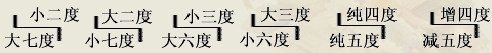 小二度 大二度 小三度 大三度 纯四度 增四度
大七度 小七度 大六度 小六度 纯五度 减五度